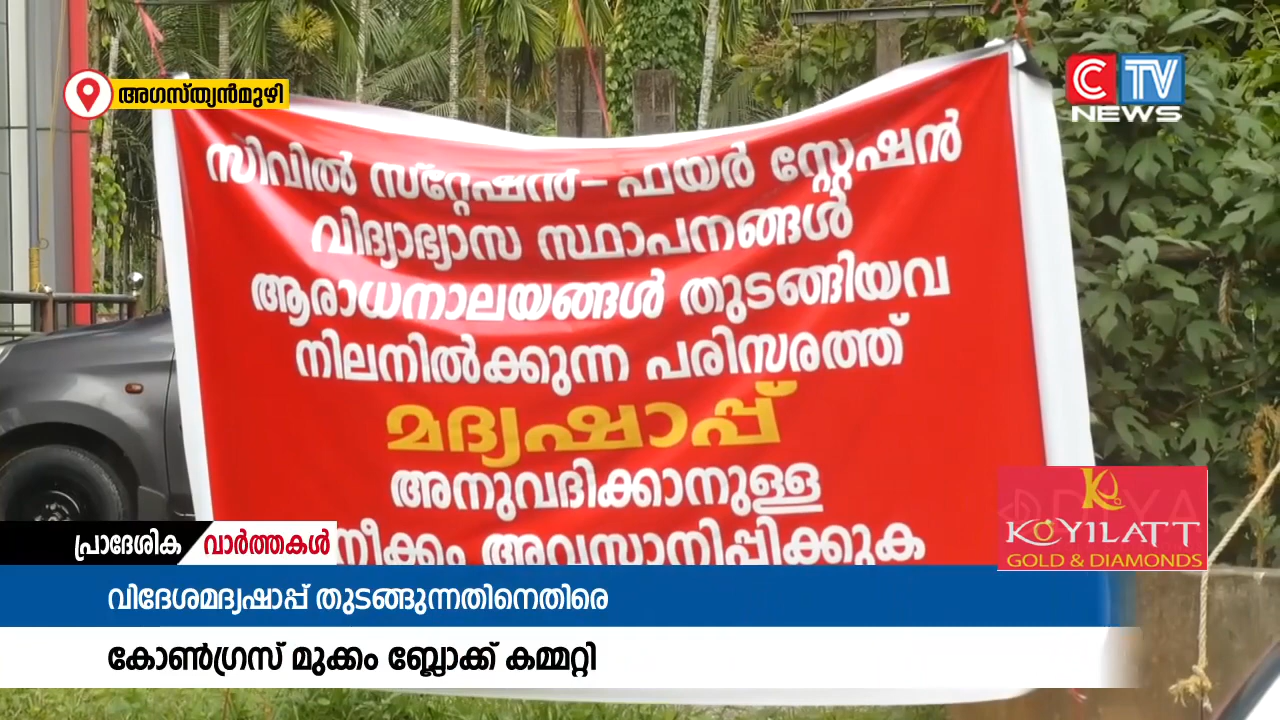 അഗസ്ത്യൻമുഴി
CTV
NEWS
സിവിൽ സ്റ്റേഷൻ – ഫയർ സ്റ്റേഷൻ
വിദ്യാഭ്യാസ സ്ഥാപനങ്ങൾ
ആരാധനാലയങ്ങൾ തുടങ്ങിയവ
നിലനിൽക്കുന്ന പരിസരത്ത്
മദ്യഷാപ്പ്
അനുവദിക്കാനുള്ള
നീക്കം അവസാനിപ്പിക്കുക
KOYILATT
GOLD & DIAMONDS
പ്രാദേശിക വാർത്തകൾ
വിദേശമദ്യഷാപ്പ് തുടങ്ങുന്നതിനെതിരെ
കോൺഗ്രസ് മുക്കം ബ്ലോക്ക് കമ്മറ്റി